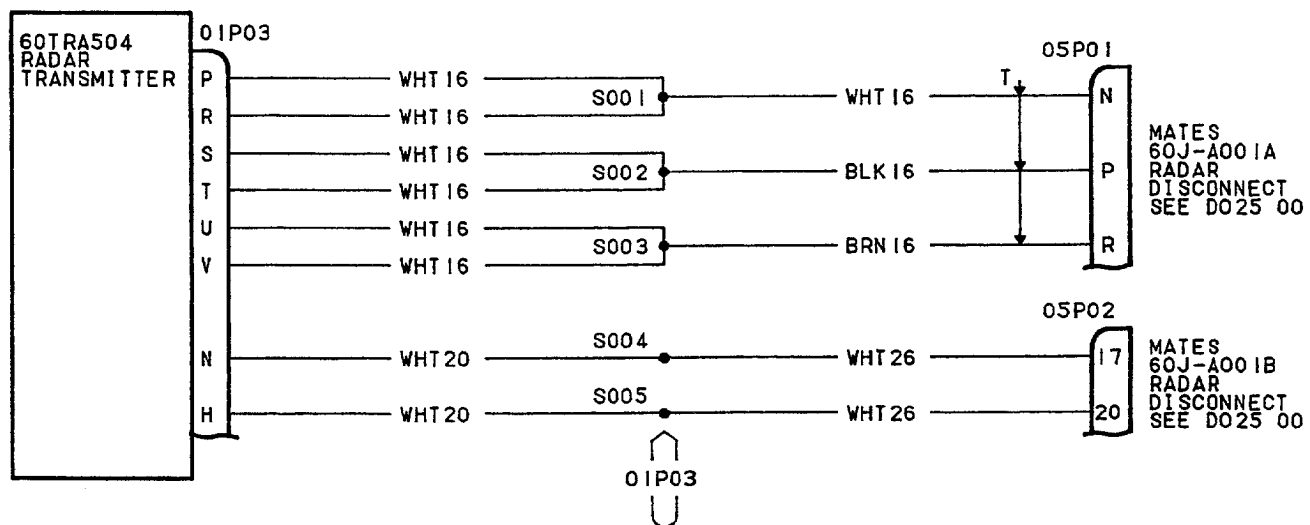 60TRA504
RADAR
TRANSMITTER
01P03
P WHT16
R WHT16
S001 WHT16 T N
S WHT16
T WHT16
S002 BLK16 P
U WHT16
V WHT16
S003 BRN16 R
05P01
MATES
60J-A001A
RADAR
DISCONNECT
SEE D025 00
N WHT20 S004 WHT26 17
H WHT20 S005 WHT26 20
05P02
MATES
60J-A001B
RADAR
DISCONNECT
SEE D025 00
01P03